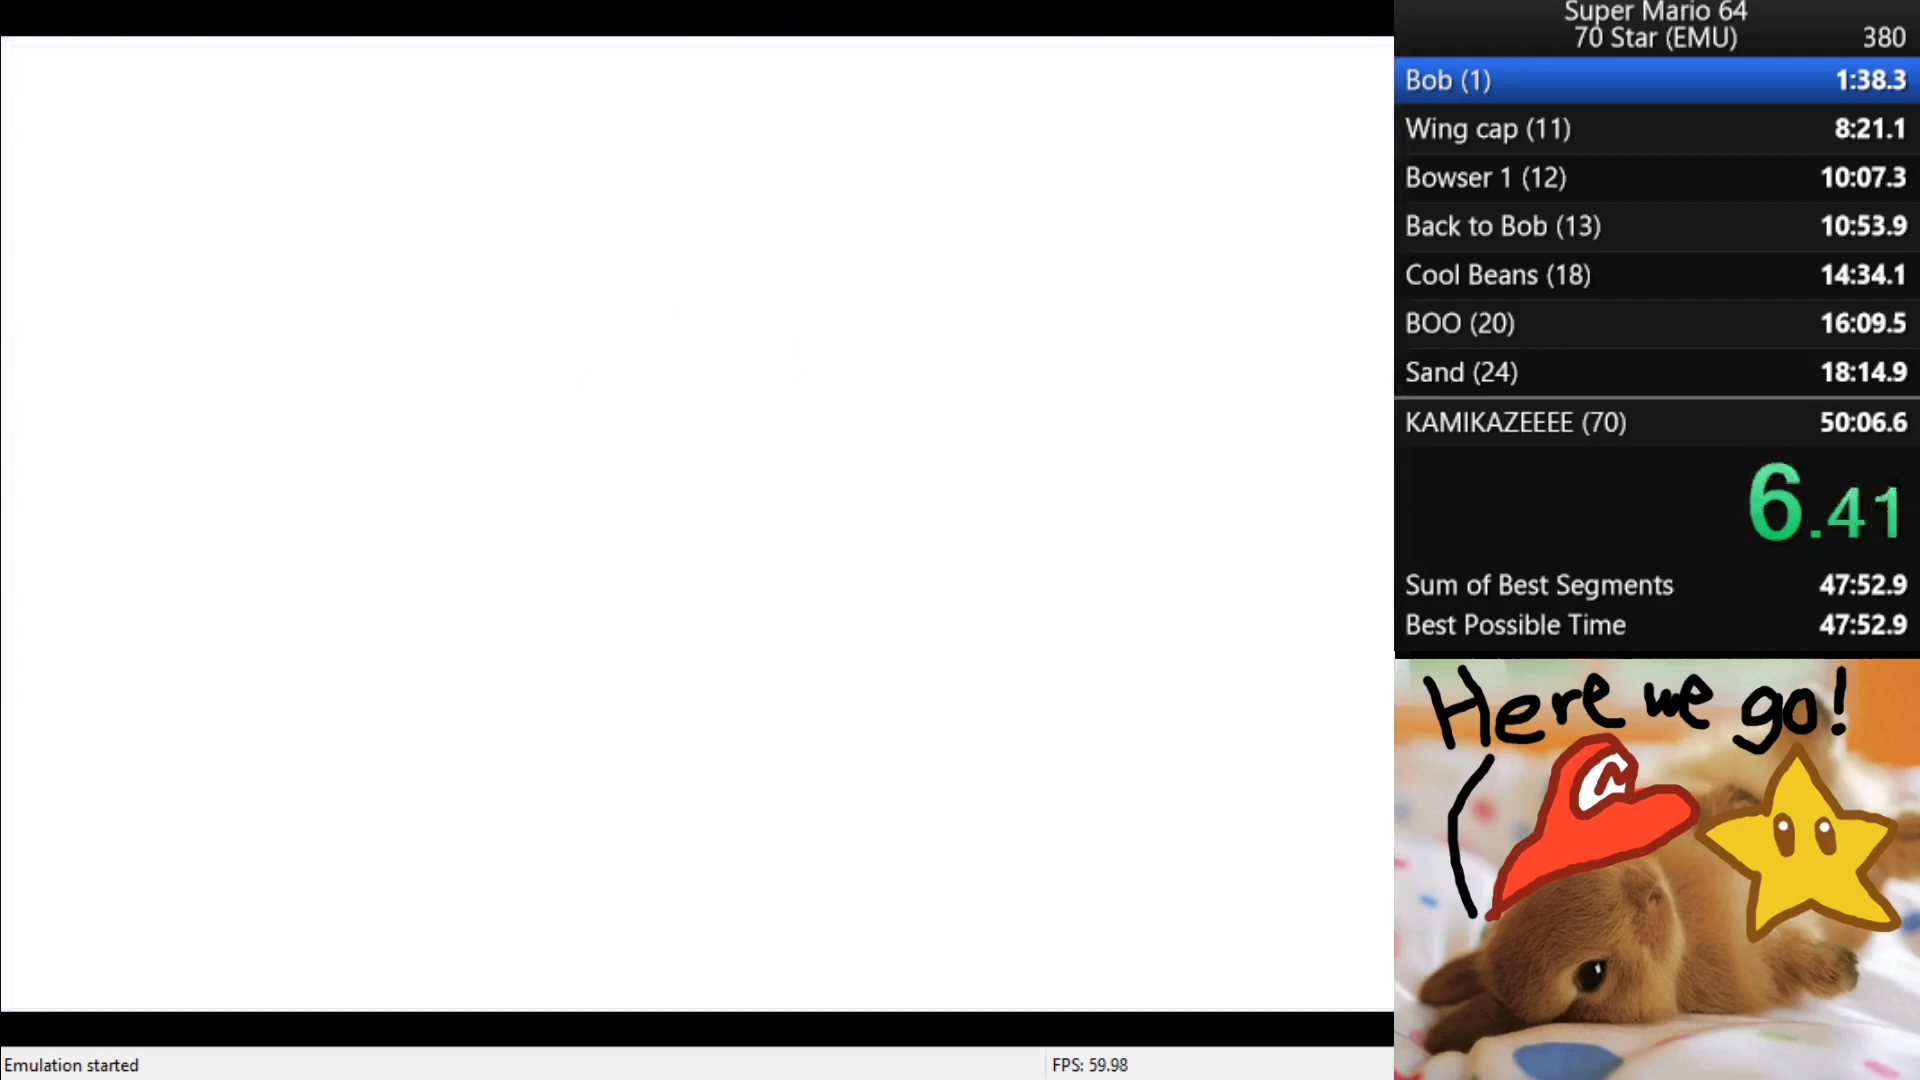 Super Mario 64
70 Star (EMU) 380
Bob (1) 1:38.3
Wing cap (11) 8:21.1
Bowser 1 (12) 10:07.3
Back to Bob (13) 10:53.9
Cool Beans (18) 14:34.1
BOO (20) 16:09.5
Sand (24) 18:14.9
KAMIKAZEEEE (70) 50:06.6
6.41
Sum of Best Segments 47:52.9
Best Possible Time 47:52.9
Here we go!
M
Emulation started FPS: 59.98